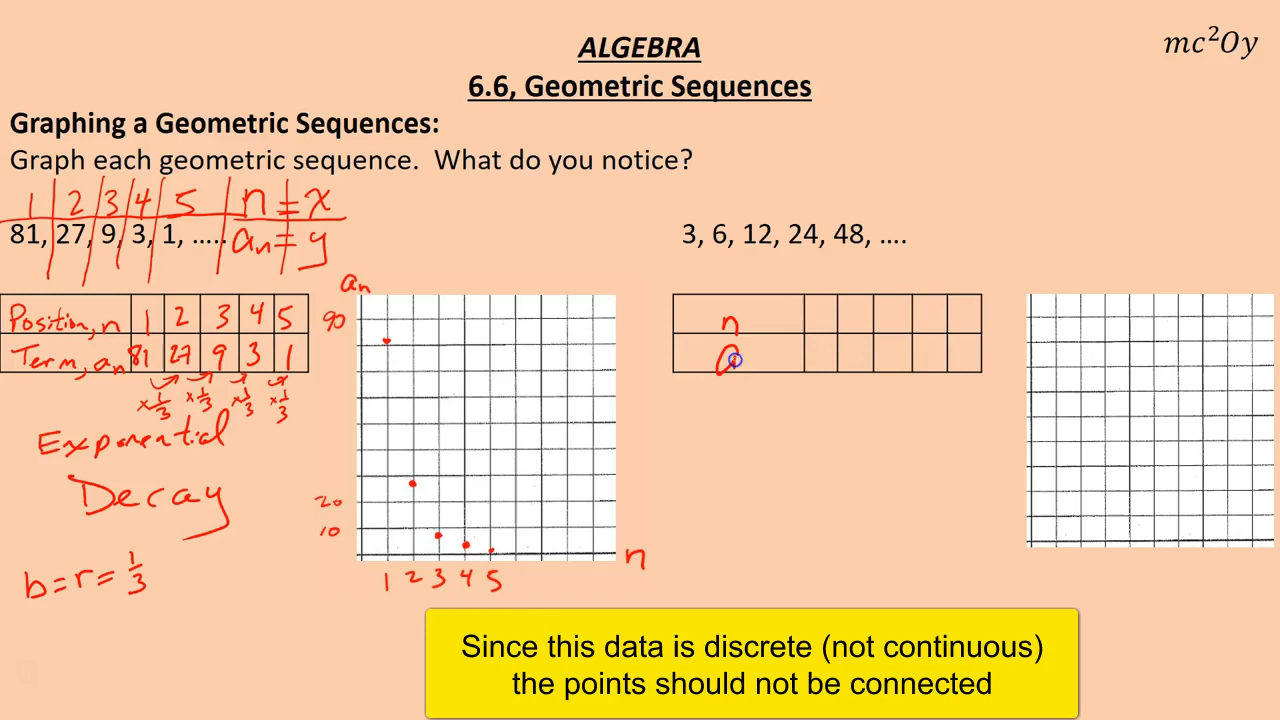 ALGEBRA
mc²Oy
6.6, Geometric Sequences
Graphing a Geometric Sequences:
Graph each geometric sequence. What do you notice?
1 2 3 4 5 n = x
81, 27, 9, 3, 1, ..... aₙ = y
3, 6, 12, 24, 48, ....
aₙ
Position, n 1 2 3 4 5
90
n
Term, aₙ 81 27 9 3 1
a
×1/3 ×1/3 ×1/3 ×1/3
Exponential
Decay
20
10
b = r = 1/3
1 2 3 4 5
n
Since this data is discrete (not continuous)
the points should not be connected